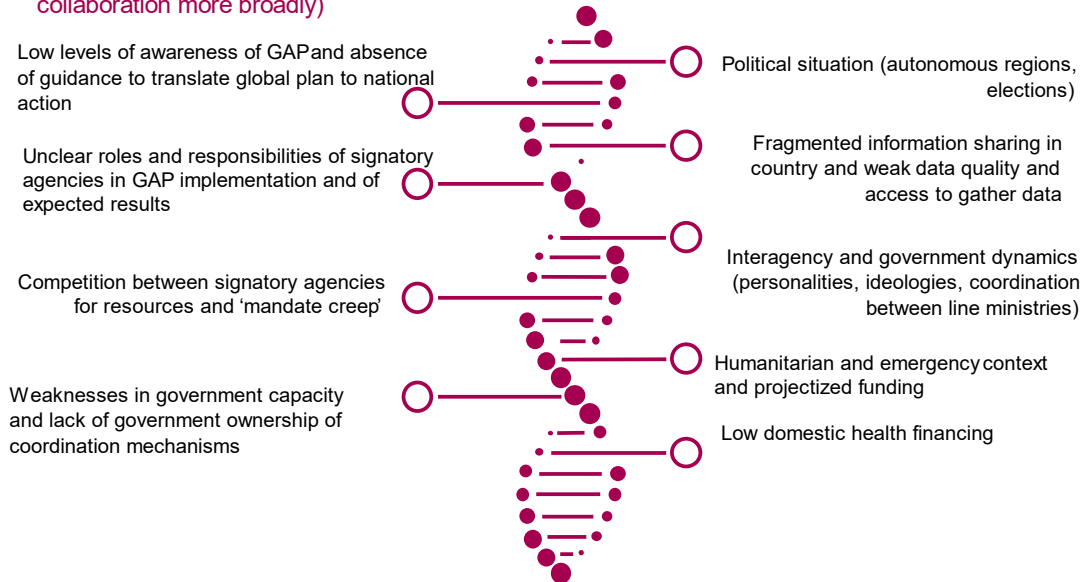 collaboration more broadly)
Low levels of awareness of GAP and absence
of guidance to translate global plan to national
action
Unclear roles and responsibilities of signatory
agencies in GAP implementation and of
expected results
Competition between signatory agencies
for resources and ‘mandate creep’
Weaknesses in government capacity
and lack of government ownership of
coordination mechanisms
Political situation (autonomous regions,
elections)
Fragmented information sharing in
country and weak data quality and
access to gather data
Interagency and government dynamics
(personalities, ideologies, coordination
between line ministries)
Humanitarian and emergency context
and projectized funding
Low domestic health financing